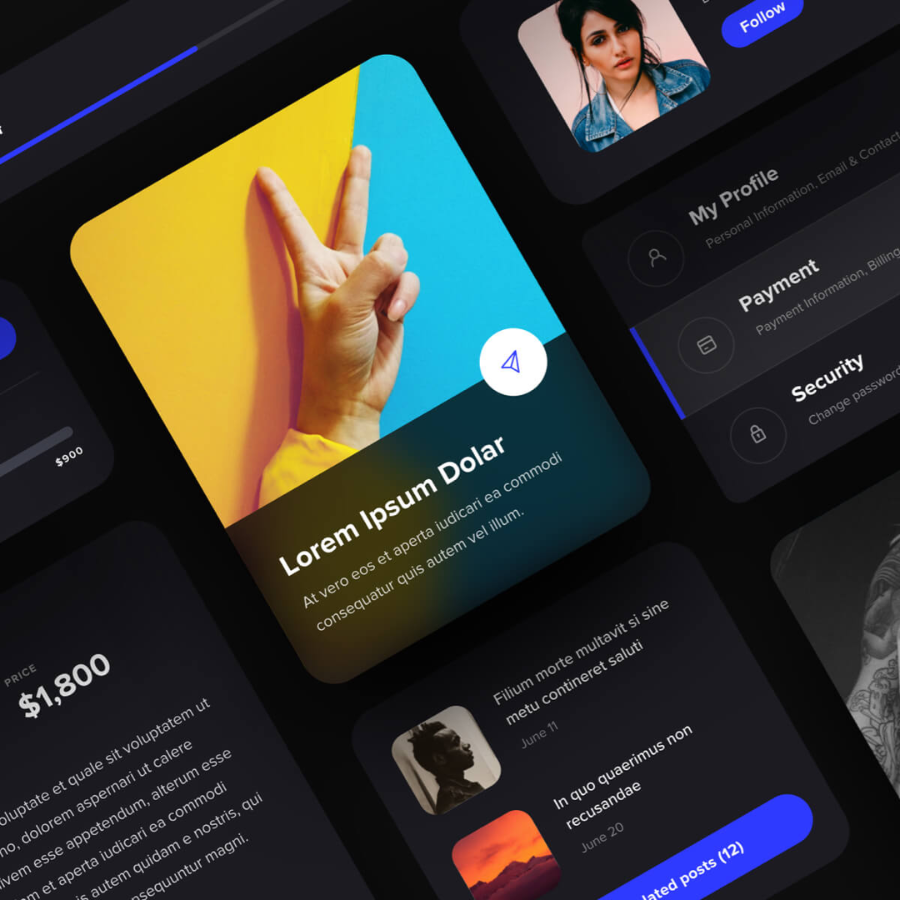 Follow
My Profile
Personal Information, Email & Contact
Payment
Payment Information, Billing
Security
Change password
$900
Lorem Ipsum Dolar
At vero eos et aperta iudicari ea commodi
consequatur quis autem vel illum.
PRICE
$1,800
voluptate et quale sit voluptatem ut
no, dolorem aspernari ut calere
vivem esse appetendum, alterum esse
et aperta iudicari ea commodi
is autem quidam e nostris, qui
consequuntur magni.
Filium morte multavit si sine
metu contineret saluti
June 11
In quo quaerimus non
recusandae
June 20
lated posts (12)